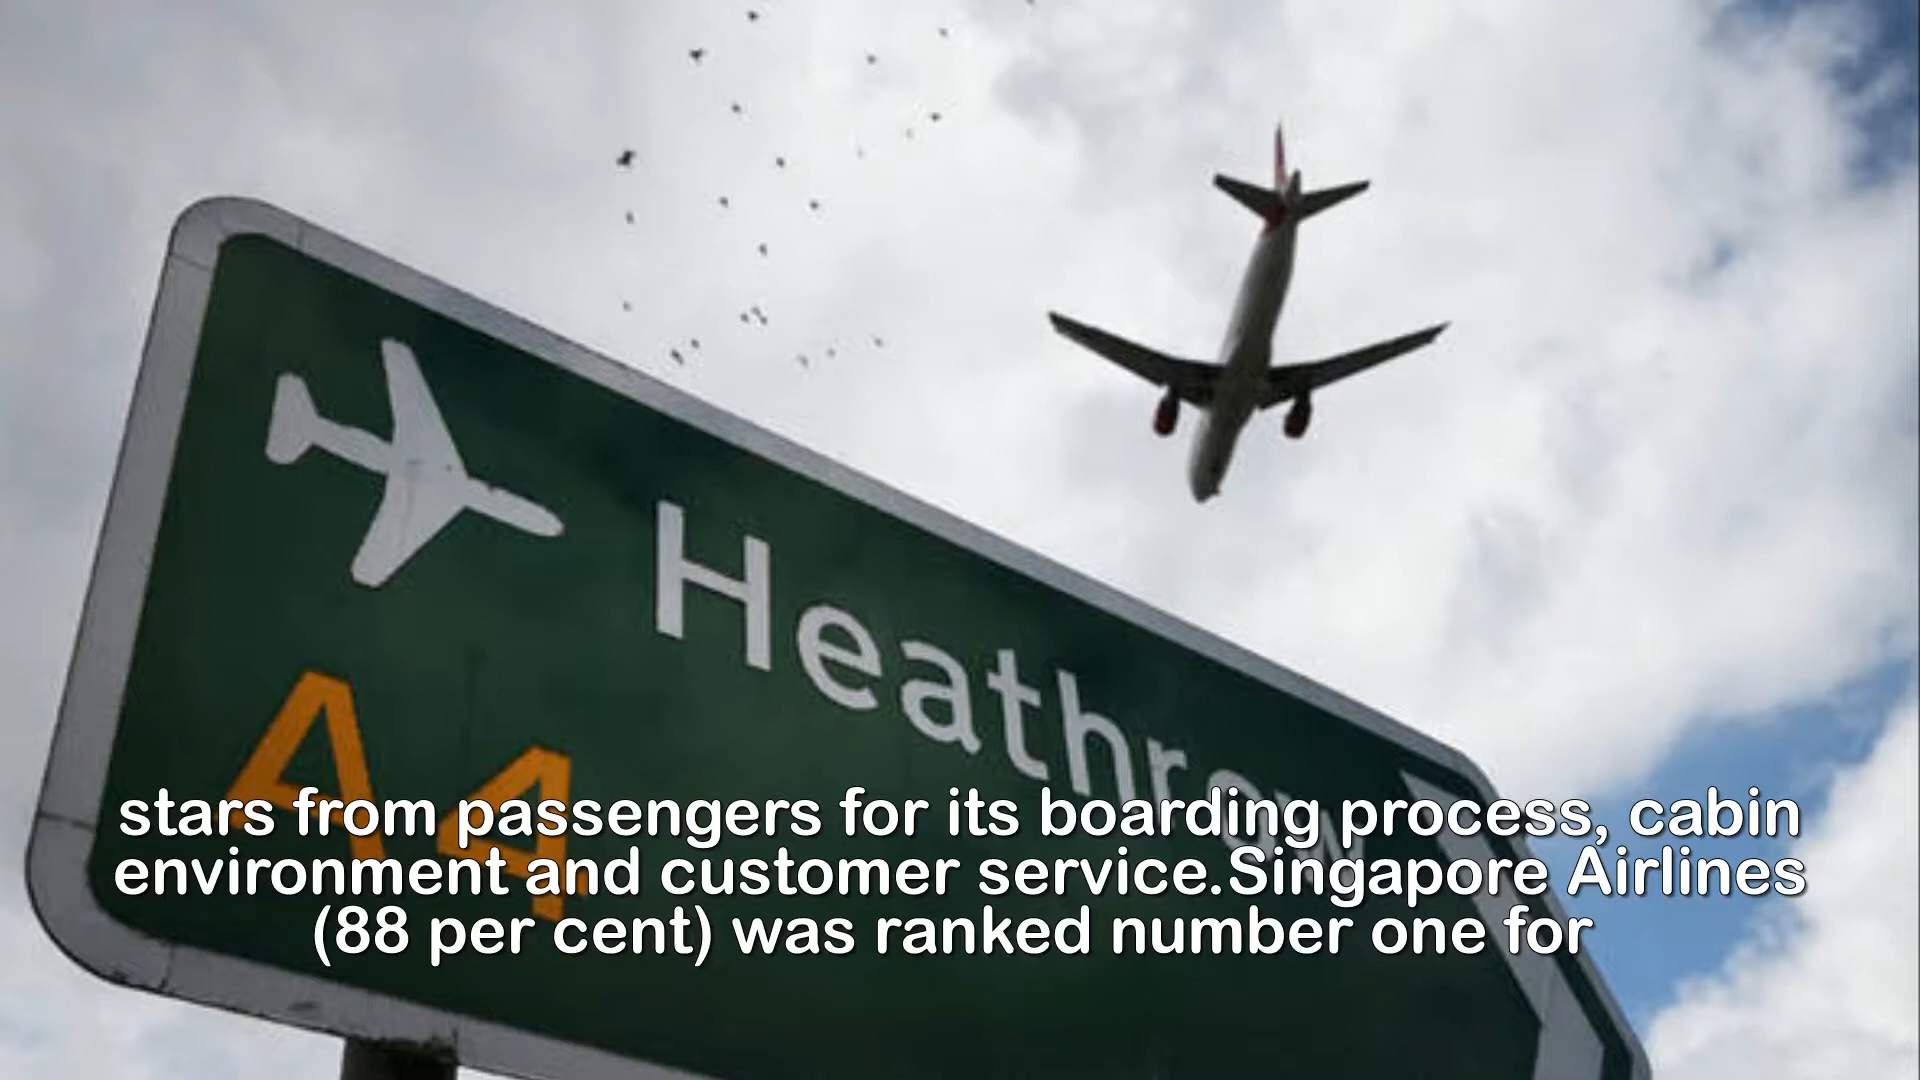 Heathrow
A4
stars from passengers for its boarding process, cabin
environment and customer service.Singapore Airlines
(88 per cent) was ranked number one for